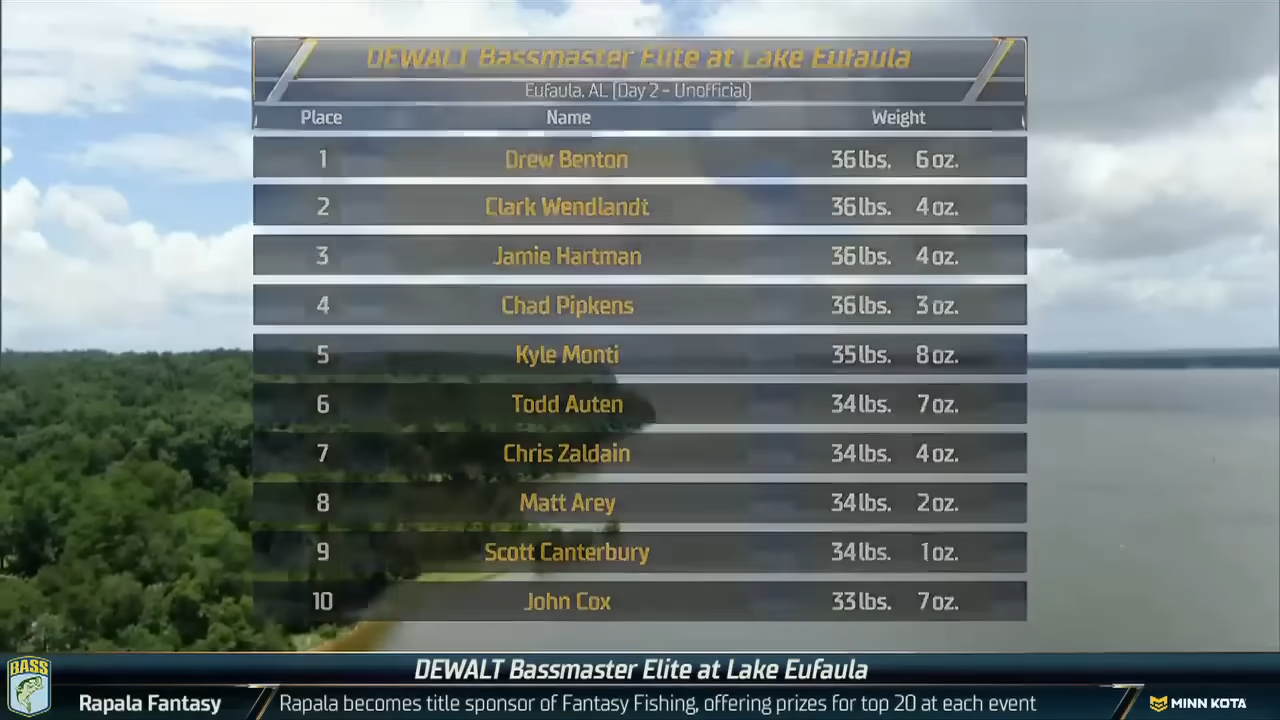 DEWALT Bassmaster Elite at Lake Eufaula
Eufaula, AL [Day 2 - Unofficial]
Place Name Weight
1 Drew Benton 36 lbs. 6 oz.
2 Clark Wendlandt 36 lbs. 4 oz.
3 Jamie Hartman 36 lbs. 4 oz.
4 Chad Pipkens 36 lbs. 3 oz.
5 Kyle Monti 35 lbs. 8 oz.
6 Todd Auten 34 lbs. 7 oz.
7 Chris Zaldain 34 lbs. 4 oz.
8 Matt Arey 34 lbs. 2 oz.
9 Scott Canterbury 34 lbs. 1 oz.
10 John Cox 33 lbs. 7 oz.
BASS
DEWALT Bassmaster Elite at Lake Eufaula
Rapala Fantasy Rapala becomes title sponsor of Fantasy Fishing, offering prizes for top 20 at each event MINN KOTA